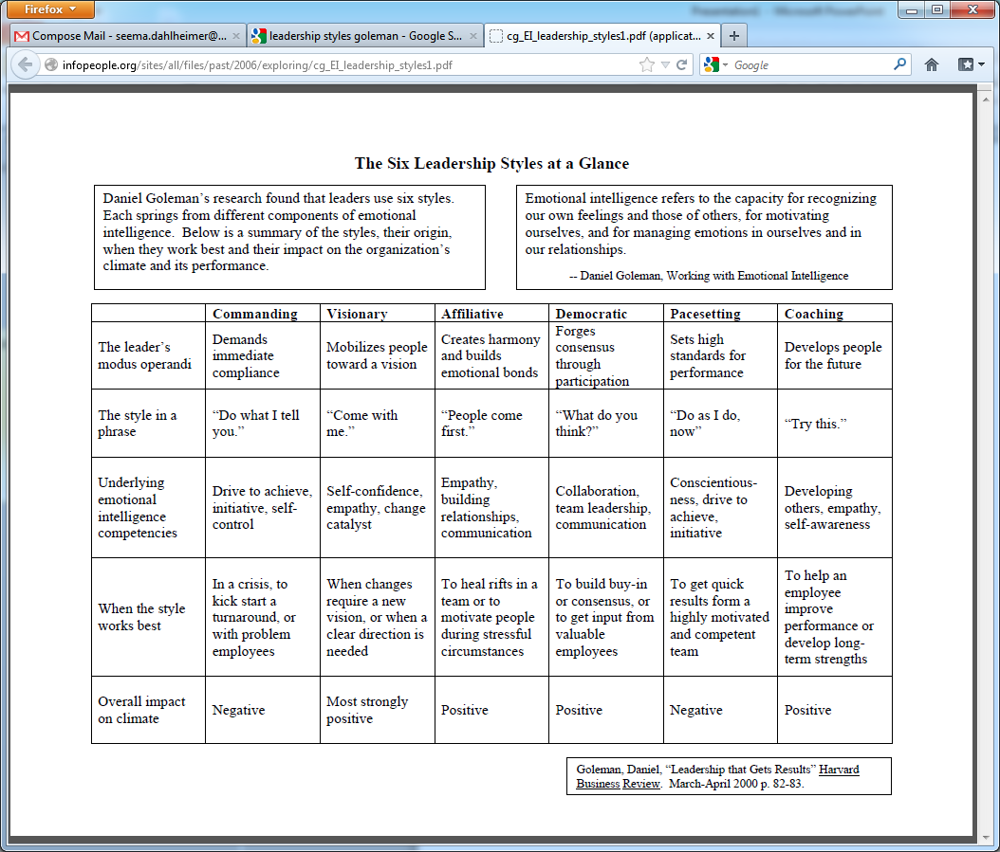 Firefox
Compose Mail - seema.dahlheimer@...
leadership styles goleman - Google S...
cg_EI_leadership_styles1.pdf (applicat...
infopeople.org/sites/all/files/past/2006/exploring/cg_EI_leadership_styles1.pdf
Google
The Six Leadership Styles at a Glance
Daniel Goleman’s research found that leaders use six styles.
Each springs from different components of emotional
intelligence. Below is a summary of the styles, their origin,
when they work best and their impact on the organization’s
climate and its performance.
Emotional intelligence refers to the capacity for recognizing
our own feelings and those of others, for motivating
ourselves, and for managing emotions in ourselves and in
our relationships.
-- Daniel Goleman, Working with Emotional Intelligence
Commanding
Visionary
Affiliative
Democratic
Pacesetting
Coaching
The leader’s
modus operandi
Demands
immediate
compliance
Mobilizes people
toward a vision
Creates harmony
and builds
emotional bonds
Forges
consensus
through
participation
Sets high
standards for
performance
Develops people
for the future
The style in a
phrase
“Do what I tell
you.”
“Come with
me.”
“People come
first.”
“What do you
think?”
“Do as I do,
now”
“Try this.”
Underlying
emotional
intelligence
competencies
Drive to achieve,
initiative, self-
control
Self-confidence,
empathy, change
catalyst
Empathy,
building
relationships,
communication
Collaboration,
team leadership,
communication
Conscientious-
ness, drive to
achieve,
initiative
Developing
others, empathy,
self-awareness
When the style
works best
In a crisis, to
kick start a
turnaround, or
with problem
employees
When changes
require a new
vision, or when a
clear direction is
needed
To heal rifts in a
team or to
motivate people
during stressful
circumstances
To build buy-in
or consensus, or
to get input from
valuable
employees
To get quick
results form a
highly motivated
and competent
team
To help an
employee
improve
performance or
develop long-
term strengths
Overall impact
on climate
Negative
Most strongly
positive
Positive
Positive
Negative
Positive
Goleman, Daniel, “Leadership that Gets Results” Harvard
Business Review. March-April 2000 p. 82-83.